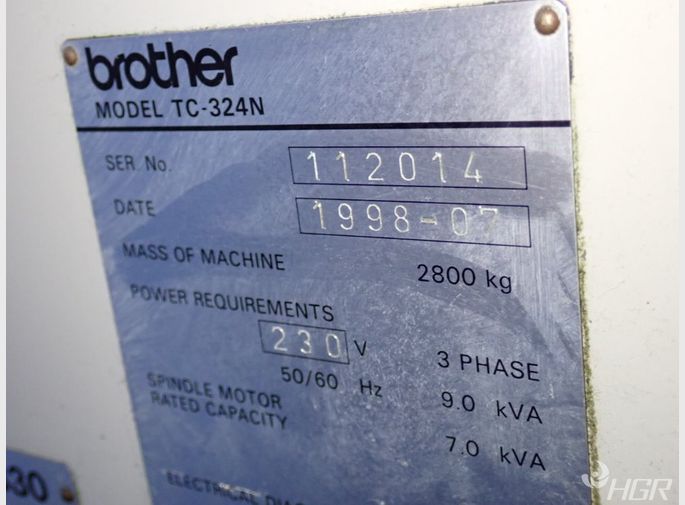 brother
MODEL TC-324N
SER. No. 112014
DATE 1998-07
MASS OF MACHINE 2800 kg
POWER REQUIREMENTS
230 V 3 PHASE
50/60 Hz 9.0 kVA
SPINDLE MOTOR
RATED CAPACITY 7.0 kVA
ELECTRICAL
HGR